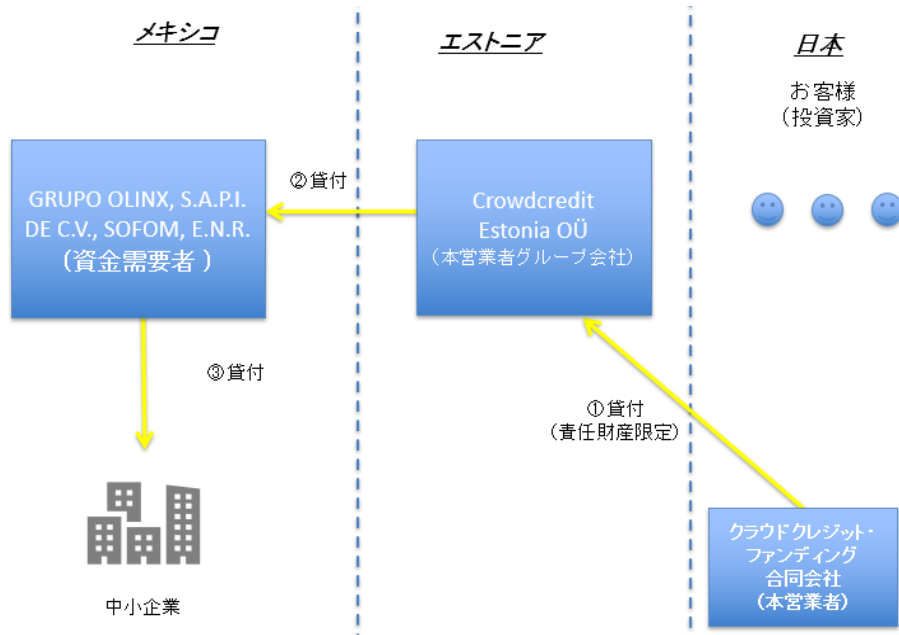 メキシコ
エストニア
日本
お客様
(投資家)
GRUPO OLINX, S.A.P.I.
DE C.V., SOFOM, E.N.R.
(資金需要者 )
②貸付
Crowdcredit
Estonia OÜ
(本営業者グループ会社)
③貸付
①貸付
(責任財産限定)
クラウドクレジット・
ファンディング
合同会社
(本営業者)
中小企業